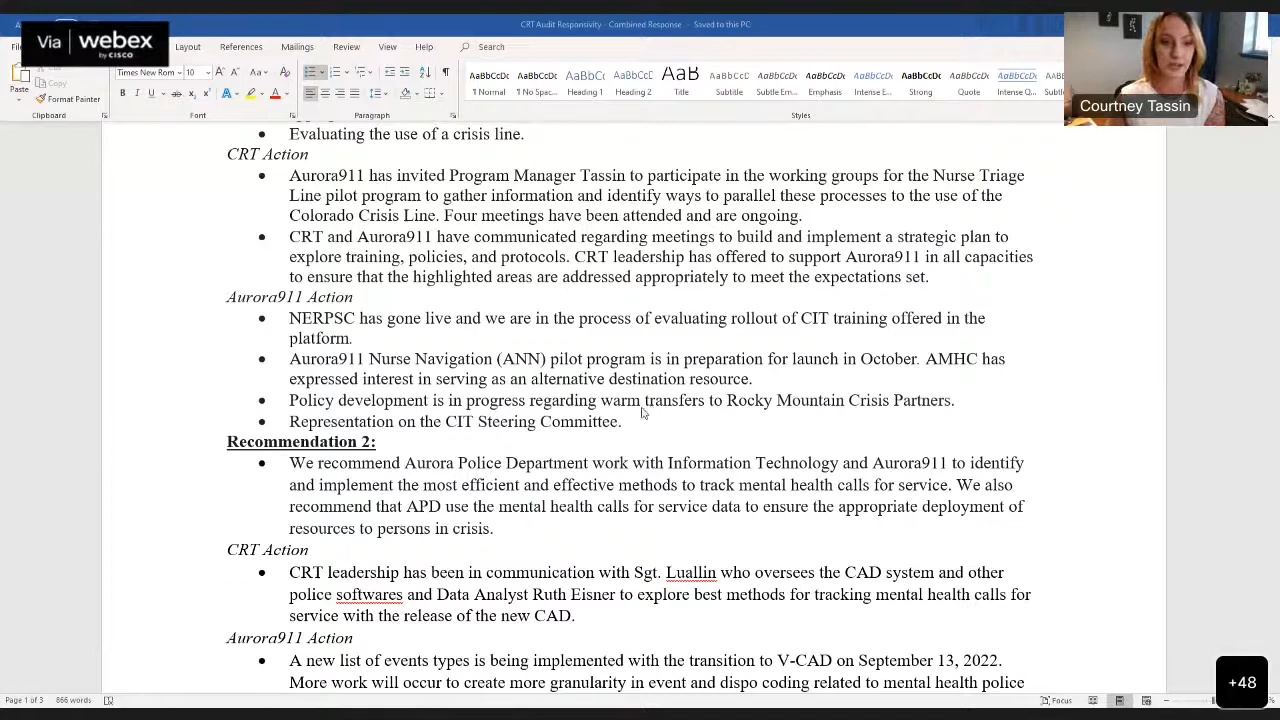 CRT Audit Responsivity - Combined Response - Saved to this PC
Via webex
by CISCO
Layout References Mailings Review View Help Search
Paste
Copy
Format Painter
Clipboard
Times New Rom 10
Font
Paragraph
AaBbCcDc AaBbCcDc AaBbCc AaBbCcD AaB AaBbCcD AaBbCcDc AaBbCcDc AaBbCcDc AaBbCcDc AaBbCcDc AaBbCcDc
¶ Normal ¶ No Spac... Heading 1 Heading 2 Title Subtitle Subtle Em... Emphasis Intense E... Strong Quote Intense Q...
Styles
Courtney Tassin
• Evaluating the use of a crisis line.
CRT Action
• Aurora911 has invited Program Manager Tassin to participate in the working groups for the Nurse Triage
Line pilot program to gather information and identify ways to parallel these processes to the use of the
Colorado Crisis Line. Four meetings have been attended and are ongoing.
• CRT and Aurora911 have communicated regarding meetings to build and implement a strategic plan to
explore training, policies, and protocols. CRT leadership has offered to support Aurora911 in all capacities
to ensure that the highlighted areas are addressed appropriately to meet the expectations set.
Aurora911 Action
• NERPSC has gone live and we are in the process of evaluating rollout of CIT training offered in the
platform.
• Aurora911 Nurse Navigation (ANN) pilot program is in preparation for launch in October. AMHC has
expressed interest in serving as an alternative destination resource.
• Policy development is in progress regarding warm transfers to Rocky Mountain Crisis Partners.
• Representation on the CIT Steering Committee.
Recommendation 2:
• We recommend Aurora Police Department work with Information Technology and Aurora911 to identify
and implement the most efficient and effective methods to track mental health calls for service. We also
recommend that APD use the mental health calls for service data to ensure the appropriate deployment of
resources to persons in crisis.
CRT Action
• CRT leadership has been in communication with Sgt. Luallin who oversees the CAD system and other
police softwares and Data Analyst Ruth Eisner to explore best methods for tracking mental health calls for
service with the release of the new CAD.
Aurora911 Action
• A new list of events types is being implemented with the transition to V-CAD on September 13, 2022.
More work will occur to create more granularity in event and dispo coding related to mental health police
Page 1 of 3 866 words
Focus
+48